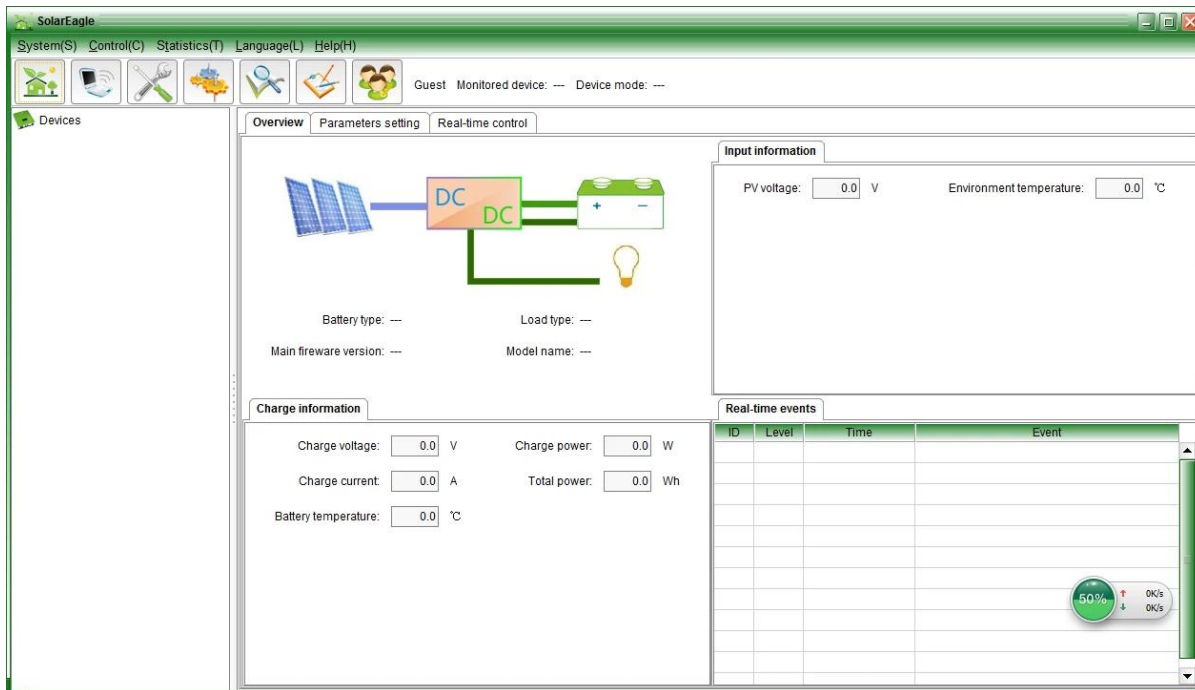 SolarEagle
System(S) Control(C) Statistics(T) Language(L) Help(H)
Guest Monitored device: --- Device mode: ---
Devices
Overview Parameters setting Real-time control
DC
DC
+ −
Battery type: --- Load type: ---
Main fireware version: --- Model name: ---
Input information
PV voltage: 0.0 V Environment temperature: 0.0 ℃
Charge information
Charge voltage: 0.0 V Charge power: 0.0 W
Charge current: 0.0 A Total power: 0.0 Wh
Battery temperature: 0.0 ℃
Real-time events
ID Level Time Event
50% ↑ 0K/s
↓ 0K/s